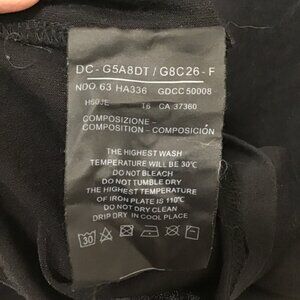 DC - G5A8DT / G8C26 - F
NDO 63 HA336 GDCC 50008
H50JE 16 CA 37360
COMPOSIZIONE -
COMPOSITION - COMPOSITION -
THE HIGHEST WASH
TEMPERATURE WILL BE 30℃
DO NOT BLEACH
DO NOT TUMBLE DRY
THE HIGHEST TEMPERATURE
OF IRON PLATE IS 110℃
DO NOT DRY CLEAN
DRIP DRY IN COOL PLACE
30